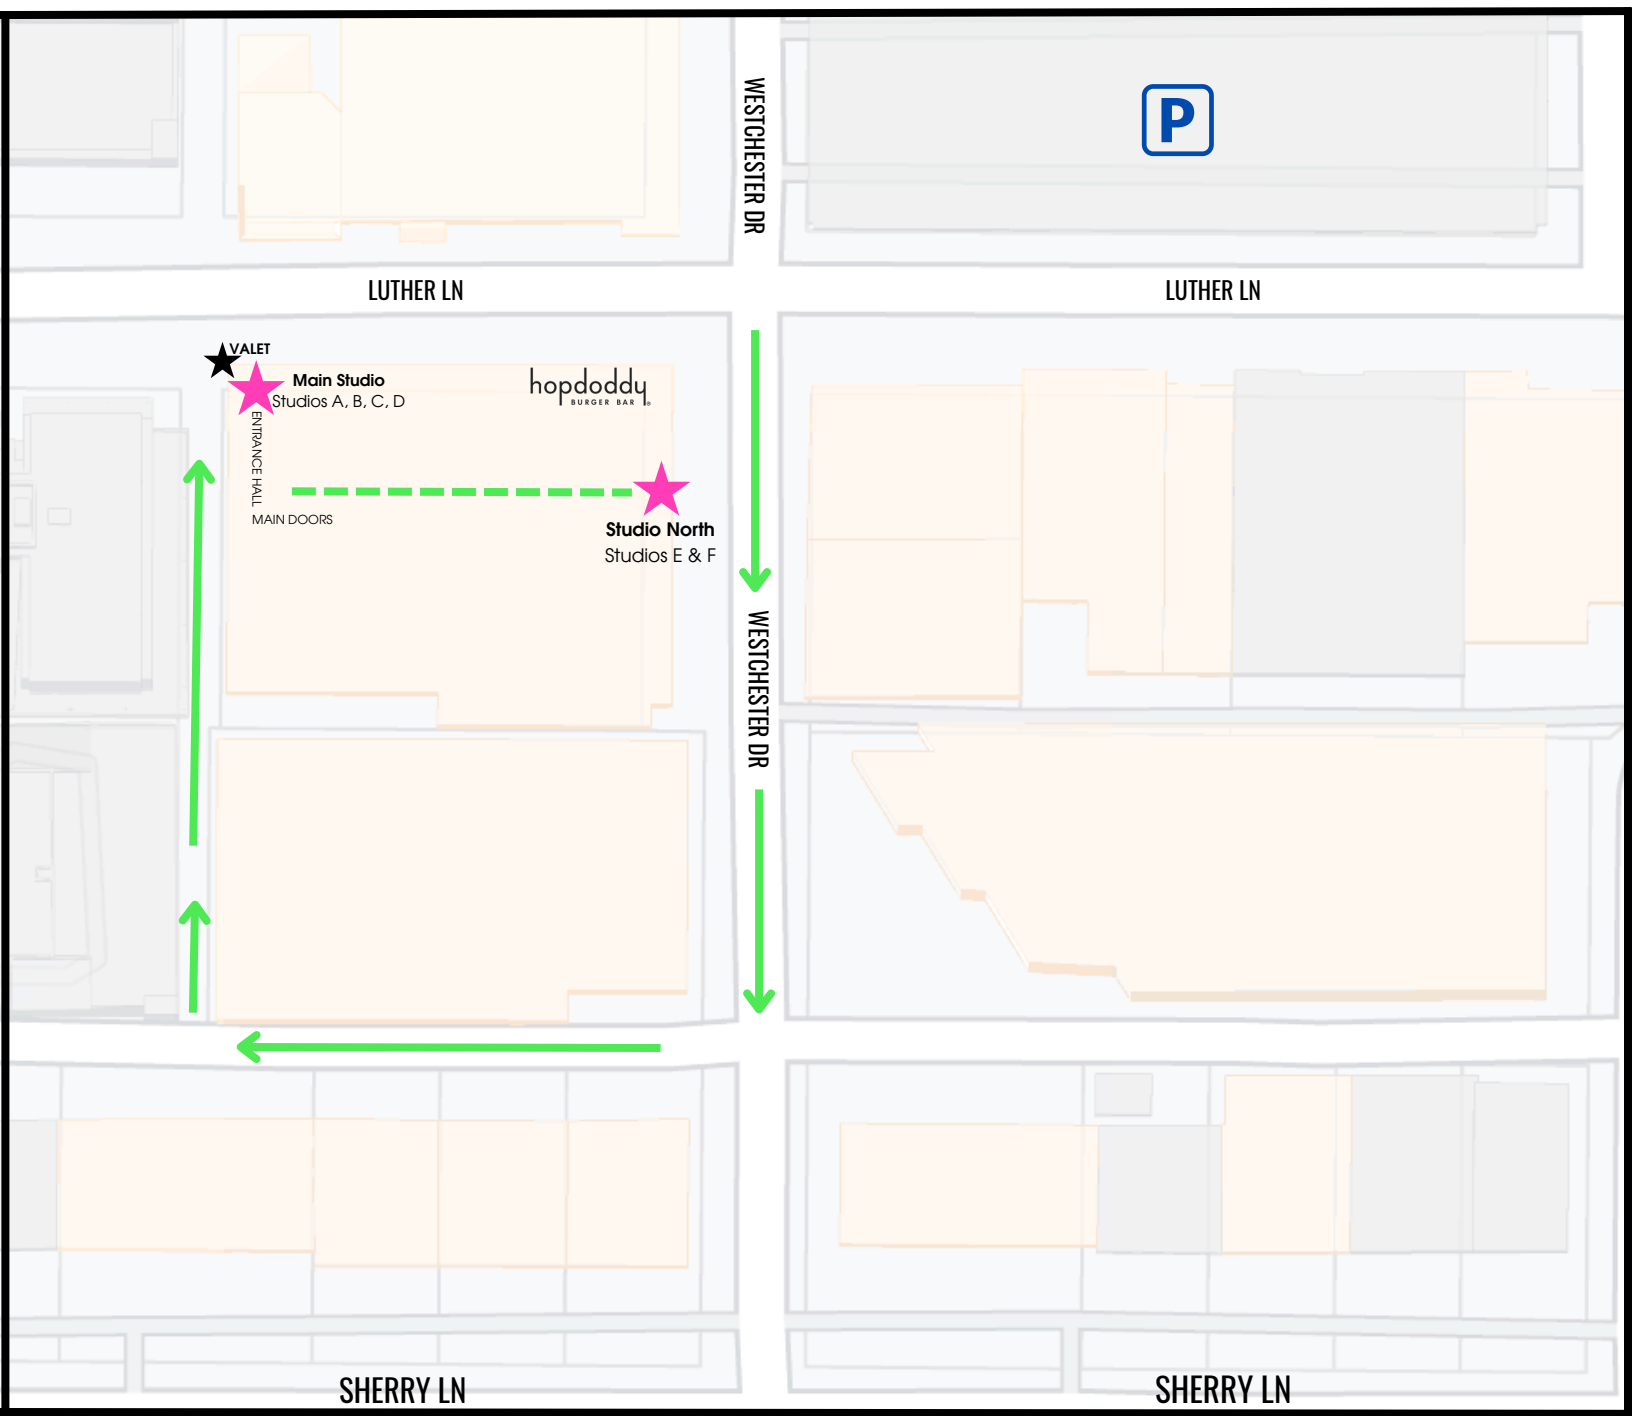 WESTCHESTER DR
P
LUTHER LN
LUTHER LN
VALET
Main Studio
Studios A, B, C, D
hopdoddy
BURGER BAR
ENTRANCE HALL
MAIN DOORS
Studio North
Studios E & F
WESTCHESTER DR
SHERRY LN
SHERRY LN